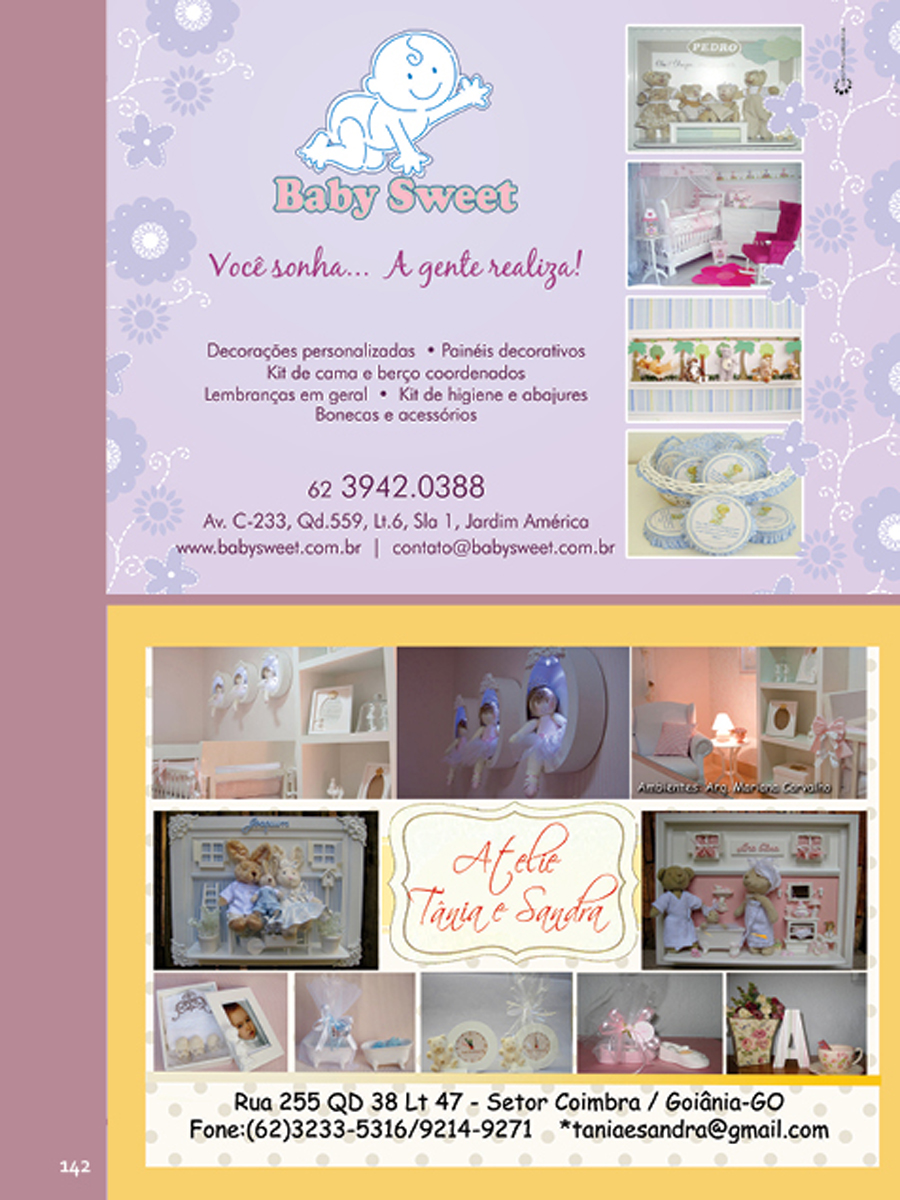 PEDRO
Baby Sweet
Você sonha... A gente realiza!
Decorações personalizadas • Painéis decorativos
Kit de cama e berço coordenados
Lembranças em geral • Kit de higiene e abajures
Bonecas e acessórios
62 3942.0388
Av. C-233, Qd.559, Lt.6, Sla 1, Jardim América
www.babysweet.com.br | contato@babysweet.com.br
Ambientes: Arq. Mariana Carvalho
Joaquim
Atelie
Tânia e Sandra
A
Rua 255 QD 38 Lt 47 - Setor Coimbra / Goiânia-GO
Fone:(62)3233-5316/9214-9271 *taniaesandra@gmail.com
142